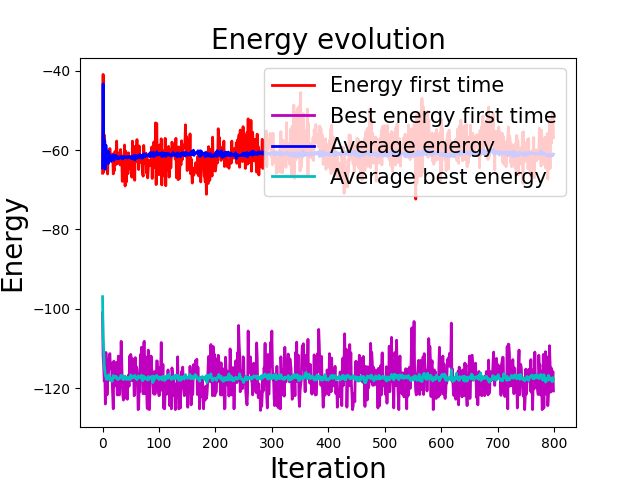 Energy evolution
Energy
−40
−60
−80
−100
−120
Energy first time
Best energy first time
Average energy
Average best energy
0 100 200 300 400 500 600 700 800
Iteration